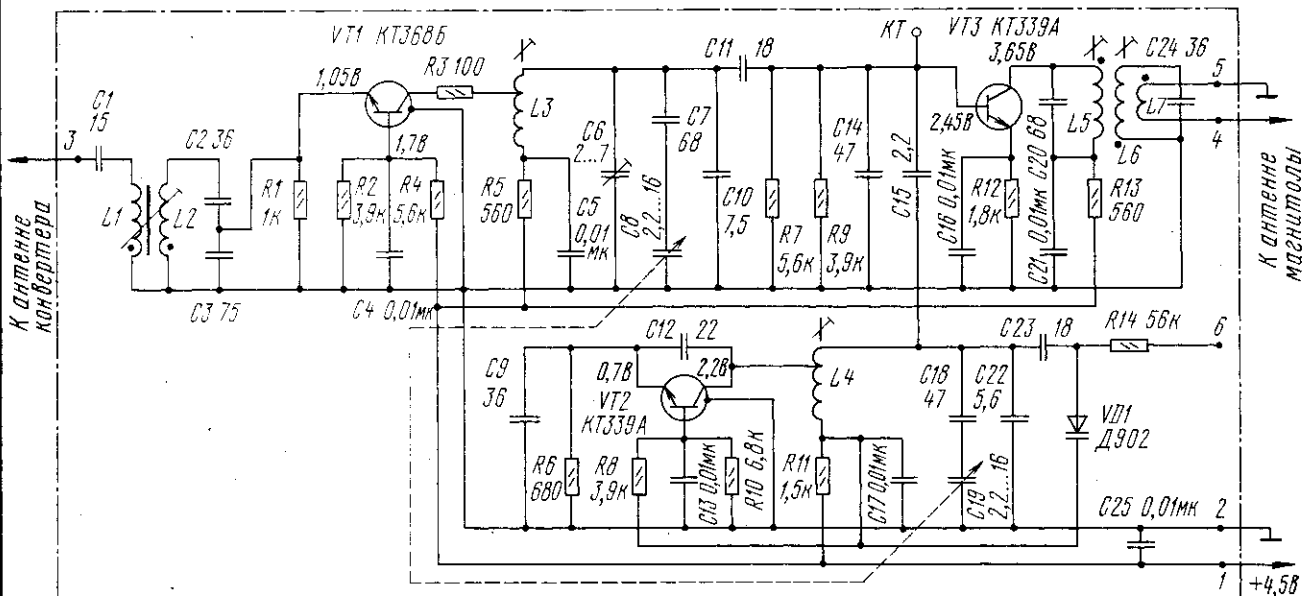 VT1 КТ368Б
1,05В
R3 100
C11 18
КТ
VT3 КТ339А
3,65В
C24 36
C1
15
3
C2 36
L3
C6
2...7
C7
68
C14
47
2,45В
5
L7
4
L5
L6
1,7В
L1
L2
R1
1К
R2
3,9К
R4
5,6К
R5
560
C5
0,01
МК
C8
2,2...16
C10
7,5
R7
5,6К
R9
3,9К
C15 2,2
C16 0,01МК
R12
1,8К
C20 68
C21 0,01МК
R13
560
К антенне
конвертера
К антенне
магнитолы
C3 75
C4 0,01МК
C12 22
C23 18
R14 56К
6
C9
36
0,7В
2,2В
VT2
КТ339А
L4
C18
47
C22
5,6
VД1
Д902
R6
680
R8
3,9К
C13 0,01МК
R10 6,8К
R11
1,5К
C17 0,01МК
C19
2,2...16
C25 0,01МК
2
1
+4,5В